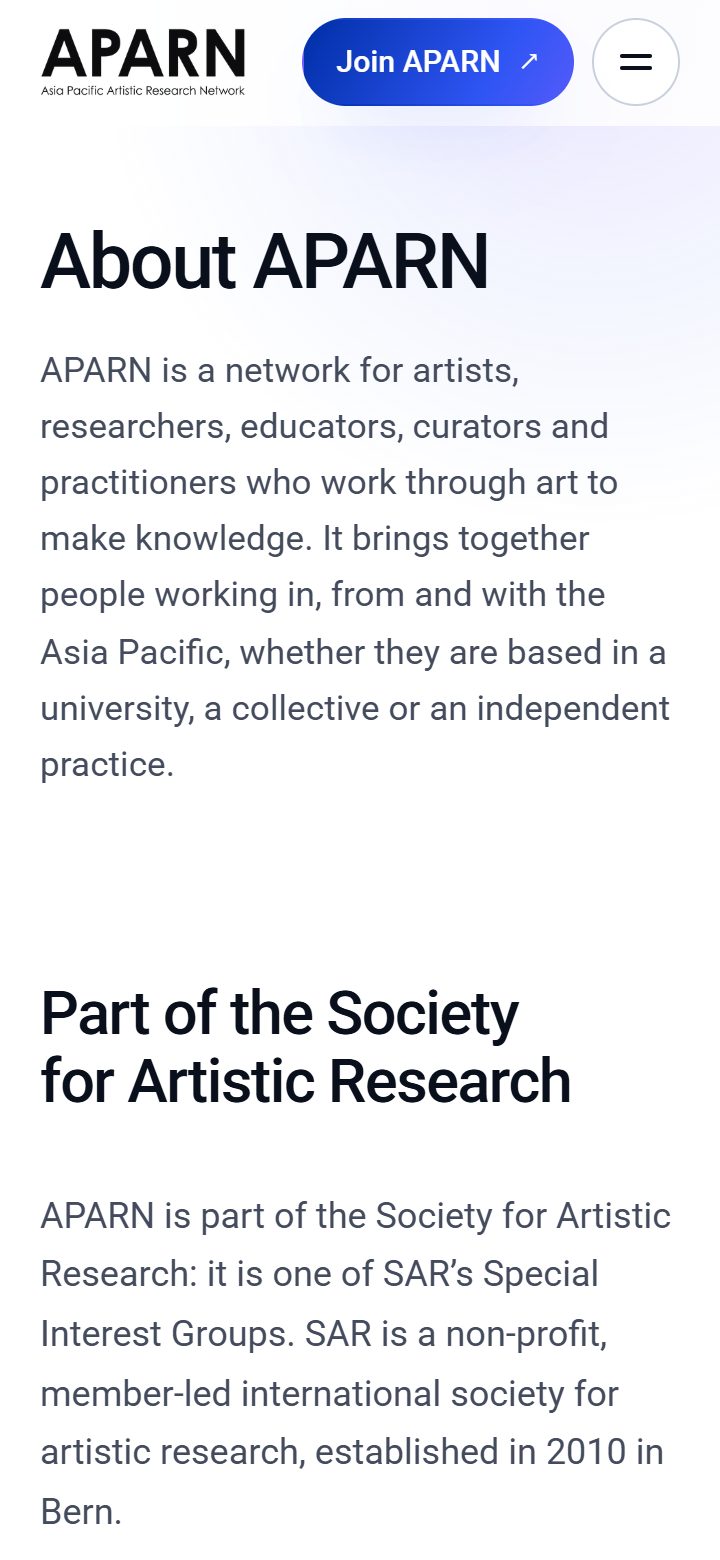 APARN
Asia Pacific Artistic Research Network
Join APARN ↗
About APARN
APARN is a network for artists,
researchers, educators, curators and
practitioners who work through art to
make knowledge. It brings together
people working in, from and with the
Asia Pacific, whether they are based in a
university, a collective or an independent
practice.
Part of the Society
for Artistic Research
APARN is part of the Society for Artistic
Research: it is one of SAR’s Special
Interest Groups. SAR is a non-profit,
member-led international society for
artistic research, established in 2010 in
Bern.